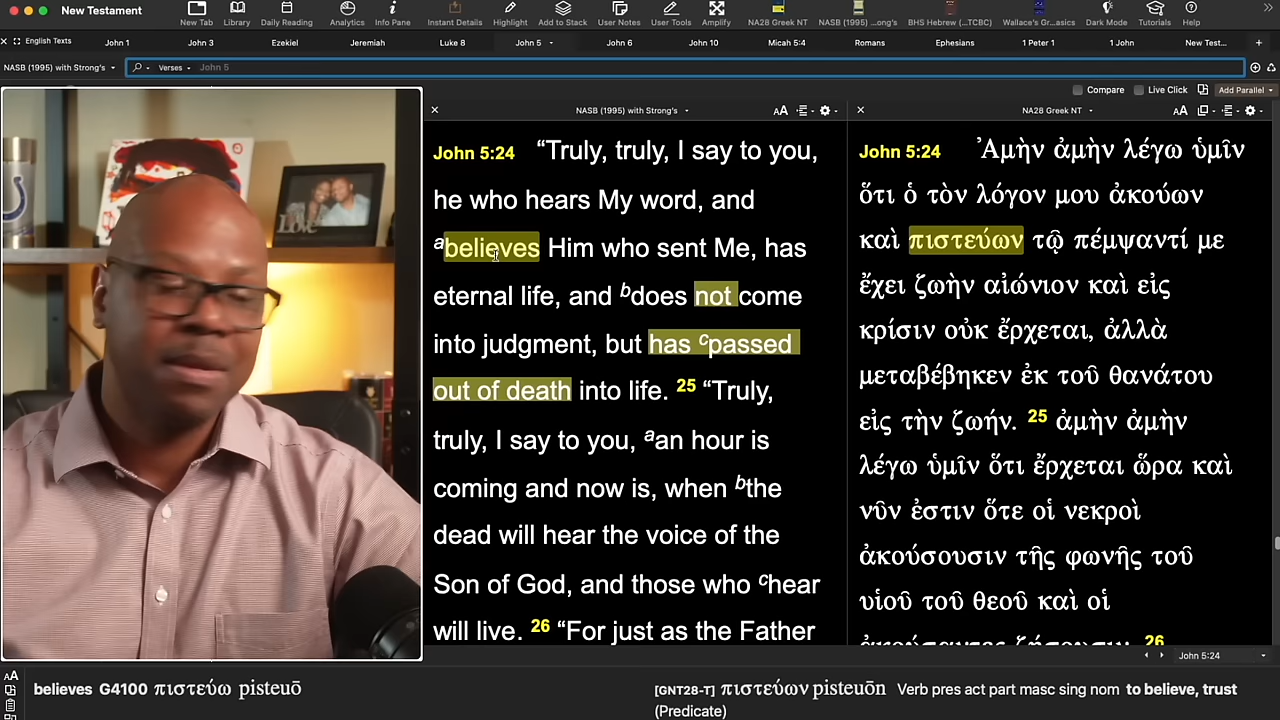 New Testament
New Tab
Library
Daily Reading
Analytics
Info Pane
Instant Details
Highlight
Add to Stack
User Notes
User Tools
Amplify
NA28 Greek NT
NASB (1995) ...ong's
BHS Hebrew (...TCBC)
Wallace's Gr...asics
Dark Mode
Tutorials
Help
English Texts
John 1
John 3
Ezekiel
Jeremiah
Luke 8
John 5
John 6
John 10
Micah 5:4
Romans
Ephesians
1 Peter 1
1 John
New Test...
NASB (1995) with Strong's
Verses
John 5
Compare
Live Click
Add Parallel
NASB (1995) with Strong's
John 5:24 “Truly, truly, I say to you,
he who hears My word, and
ᵃbelieves Him who sent Me, has
eternal life, and ᵇdoes not come
into judgment, but has ᶜpassed
out of death into life. 25 “Truly,
truly, I say to you, ᵃan hour is
coming and now is, when ᵇthe
dead will hear the voice of the
Son of God, and those who ᶜhear
will live. 26 “For just as the Father
NA28 Greek NT
John 5:24 Ἀμὴν ἀμὴν λέγω ὑμῖν
ὅτι ὁ τὸν λόγον μου ἀκούων
καὶ πιστεύων τῷ πέμψαντί με
ἔχει ζωὴν αἰώνιον καὶ εἰς
κρίσιν οὐκ ἔρχεται, ἀλλὰ
μεταβέβηκεν ἐκ τοῦ θανάτου
εἰς τὴν ζωήν. 25 ἀμὴν ἀμὴν
λέγω ὑμῖν ὅτι ἔρχεται ὥρα καὶ
νῦν ἐστιν ὅτε οἱ νεκροὶ
ἀκούσουσιν τῆς φωνῆς τοῦ
υἱοῦ τοῦ θεοῦ καὶ οἱ
ἀκούσαντες ζήσουσιν. 26
John 5:24
Love
believes G4100 πιστεύω pisteuō
[GNT28-T] πιστεύων pisteuōn Verb pres act part masc sing nom to believe, trust
(Predicate)